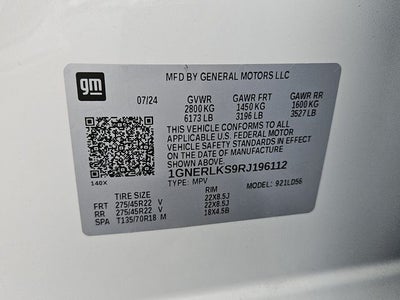 gm
MFD BY GENERAL MOTORS LLC
07/24 GVWR GAWR FRT GAWR RR
2800 KG 1450 KG 1600 KG
6173 LB 3196 LB 3527 LB
THIS VEHICLE CONFORMS TO ALL
APPLICABLE U.S. FEDERAL MOTOR
VEHICLE SAFETY STANDARDS IN
EFFECT ON THE DATE OF MANUFACTURE
SHOWN ABOVE.
1GNERLKS9RJ196112
140X TYPE: MPV MODEL: 921LD56
TIRE SIZE RIM
FRT 275/45R22 V 22X8.5J
RR 275/45R22 V 22X8.5J
SPA T135/70R18 M 18X4.5B